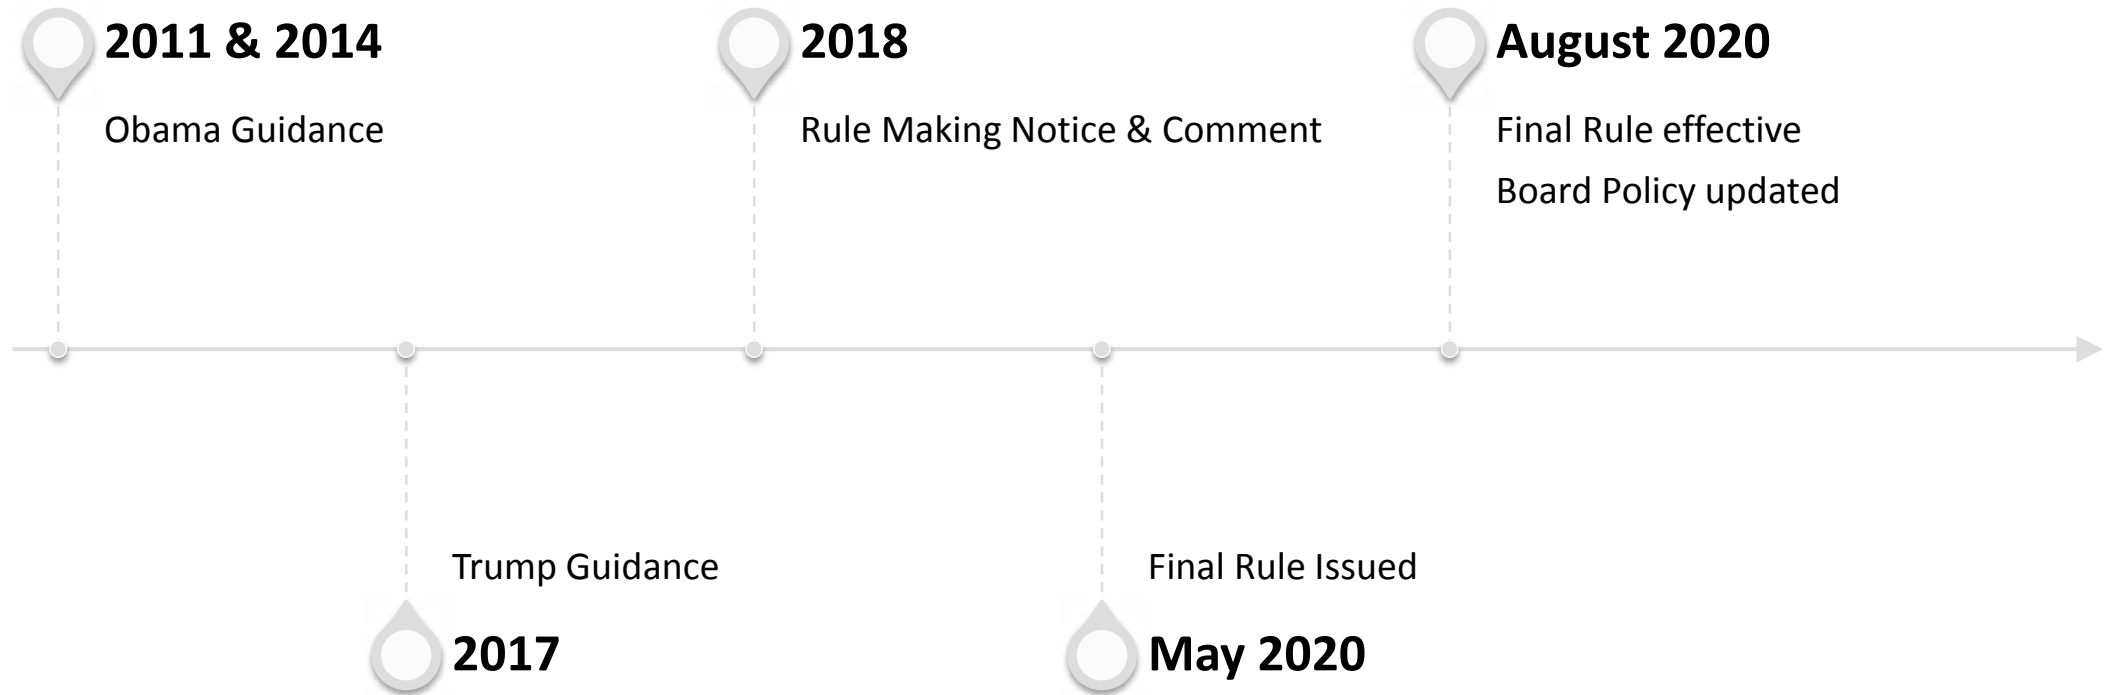 2011 & 2014
Obama Guidance
2018
Rule Making Notice & Comment
August 2020
Final Rule effective
Board Policy updated
Trump Guidance
2017
Final Rule Issued
May 2020